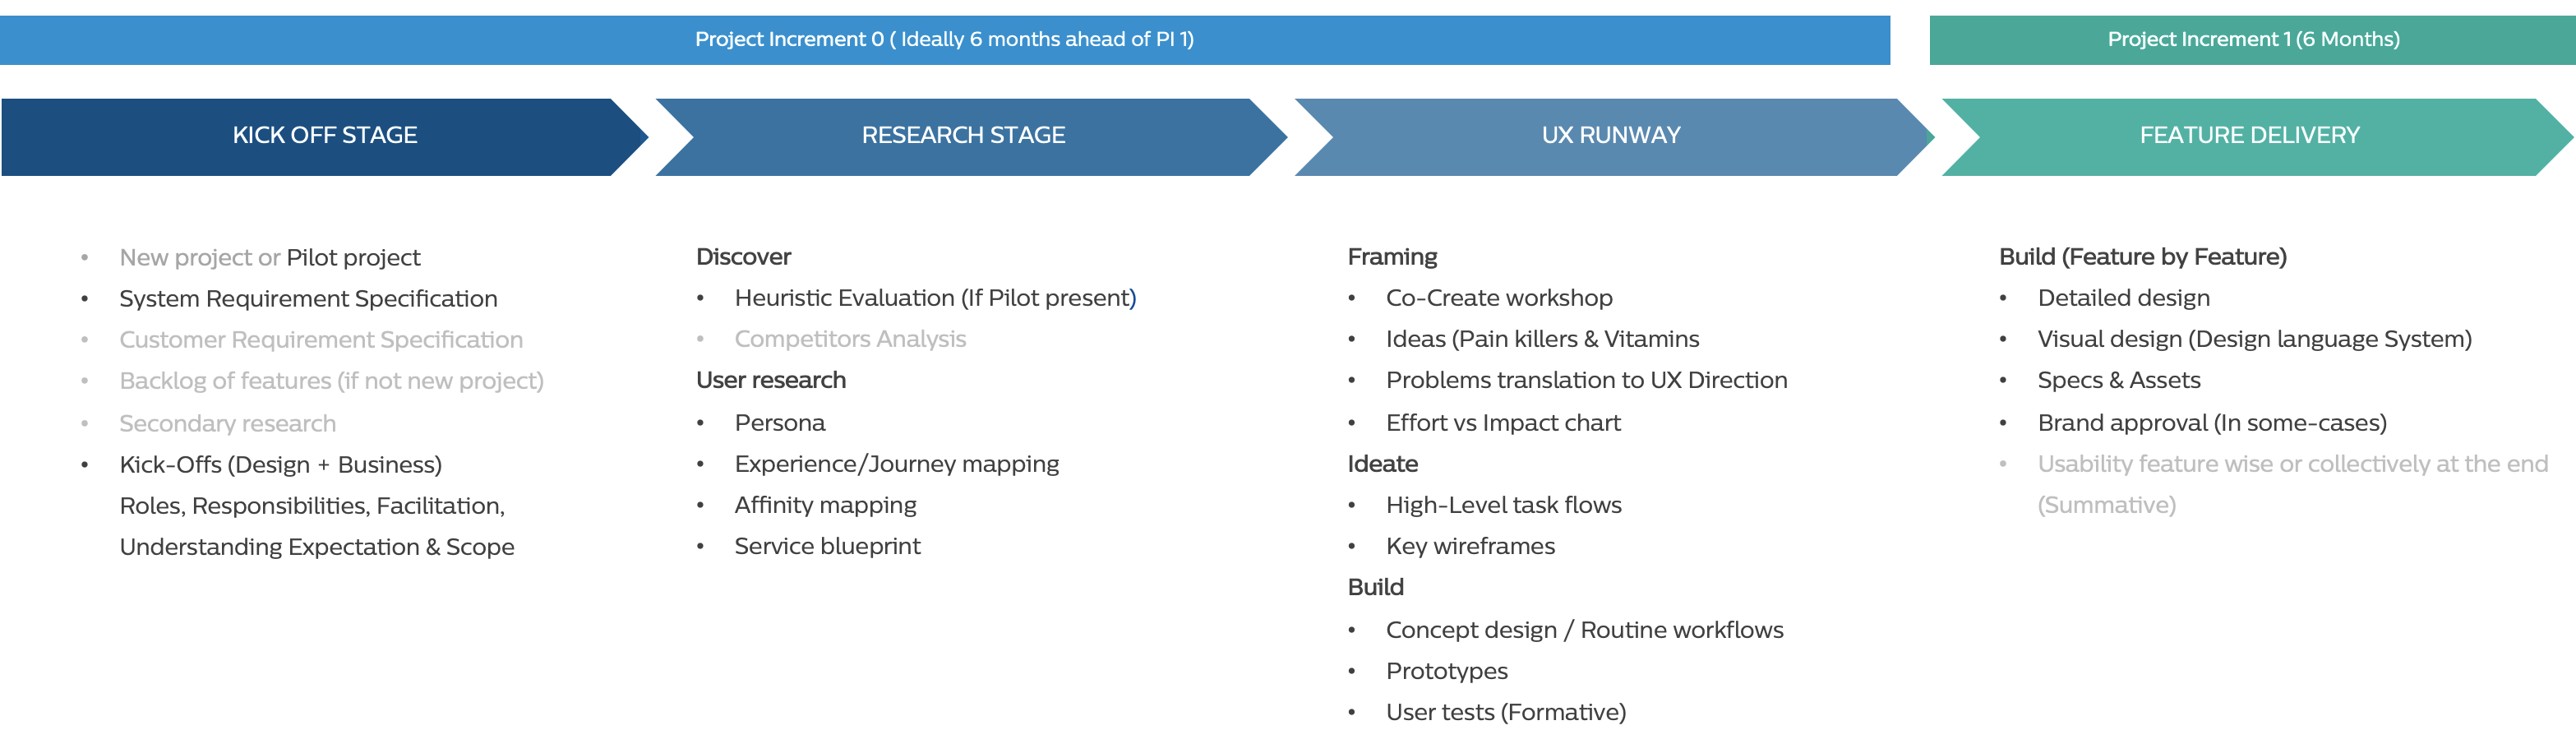 Project Increment 0 ( Ideally 6 months ahead of PI 1)
Project Increment 1 (6 Months)
KICK OFF STAGE
RESEARCH STAGE
UX RUNWAY
FEATURE DELIVERY
• New project or Pilot project
• System Requirement Specification
• Customer Requirement Specification
• Backlog of features (if not new project)
• Secondary research
• Kick-Offs (Design + Business)
Roles, Responsibilities, Facilitation,
Understanding Expectation & Scope
Discover
• Heuristic Evaluation (If Pilot present)
• Competitors Analysis
User research
• Persona
• Experience/Journey mapping
• Affinity mapping
• Service blueprint
Framing
• Co-Create workshop
• Ideas (Pain killers & Vitamins
• Problems translation to UX Direction
• Effort vs Impact chart
Ideate
• High-Level task flows
• Key wireframes
Build
• Concept design / Routine workflows
• Prototypes
• User tests (Formative)
Build (Feature by Feature)
• Detailed design
• Visual design (Design language System)
• Specs & Assets
• Brand approval (In some-cases)
• Usability feature wise or collectively at the end
(Summative)